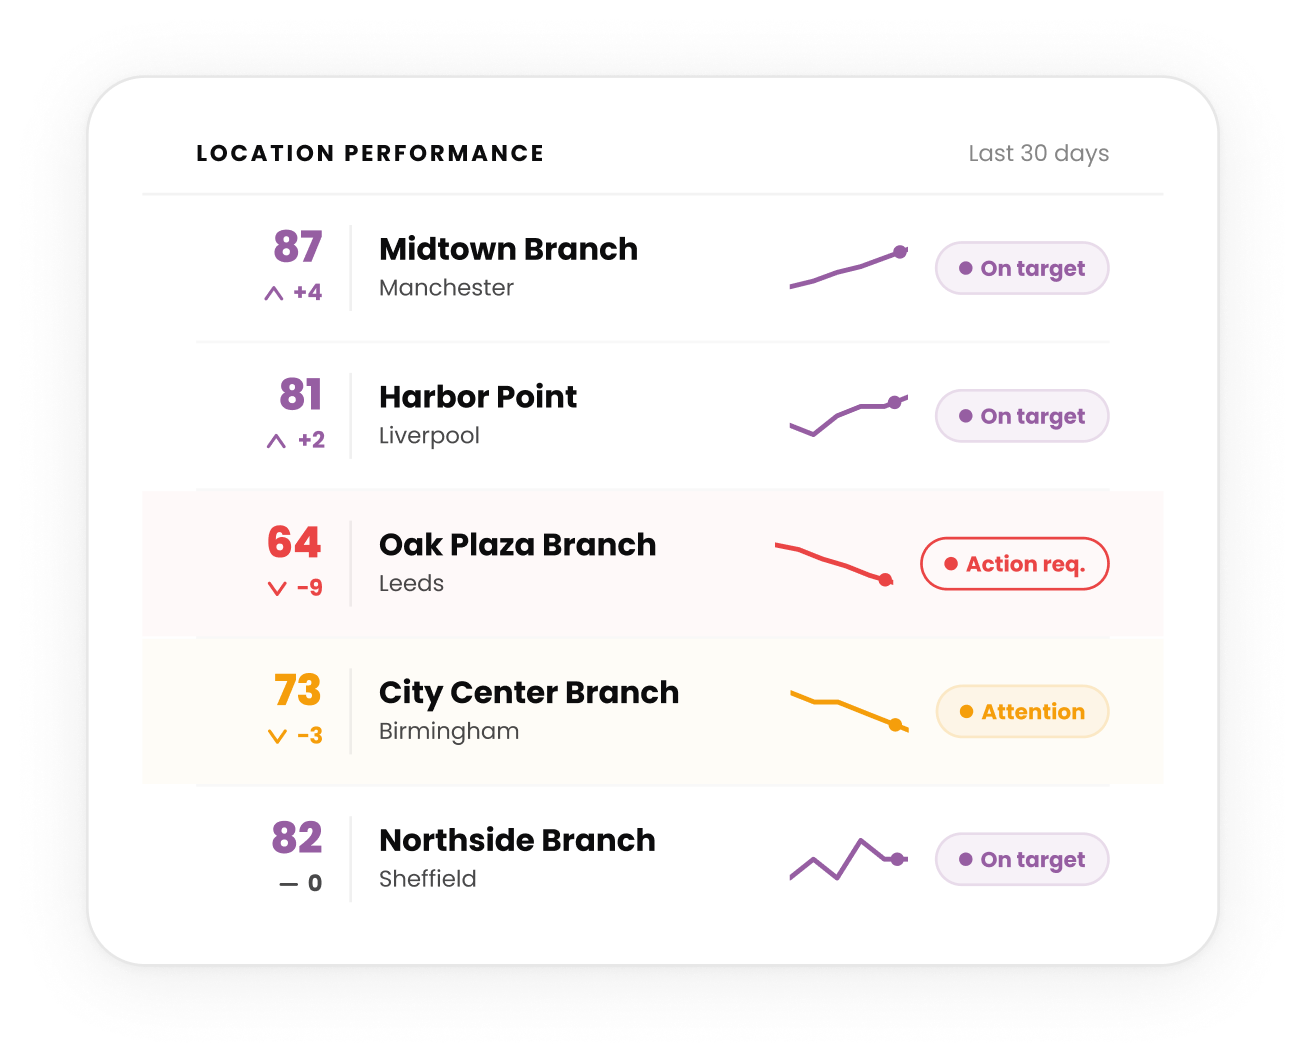 LOCATION PERFORMANCE
Last 30 days
87
+4
Midtown Branch
Manchester
On target
81
+2
Harbor Point
Liverpool
On target
64
−9
Oak Plaza Branch
Leeds
Action req.
73
−3
City Center Branch
Birmingham
Attention
82
— 0
Northside Branch
Sheffield
On target